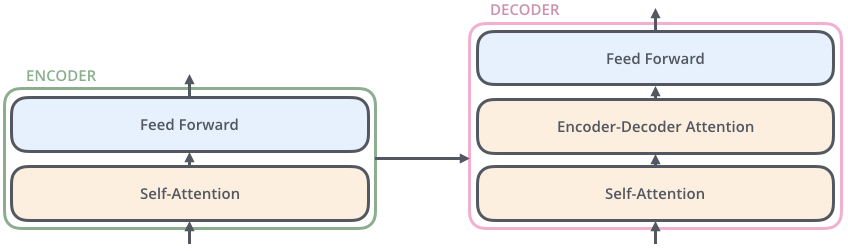 ENCODER
Feed Forward
Self-Attention
DECODER
Feed Forward
Encoder-Decoder Attention
Self-Attention